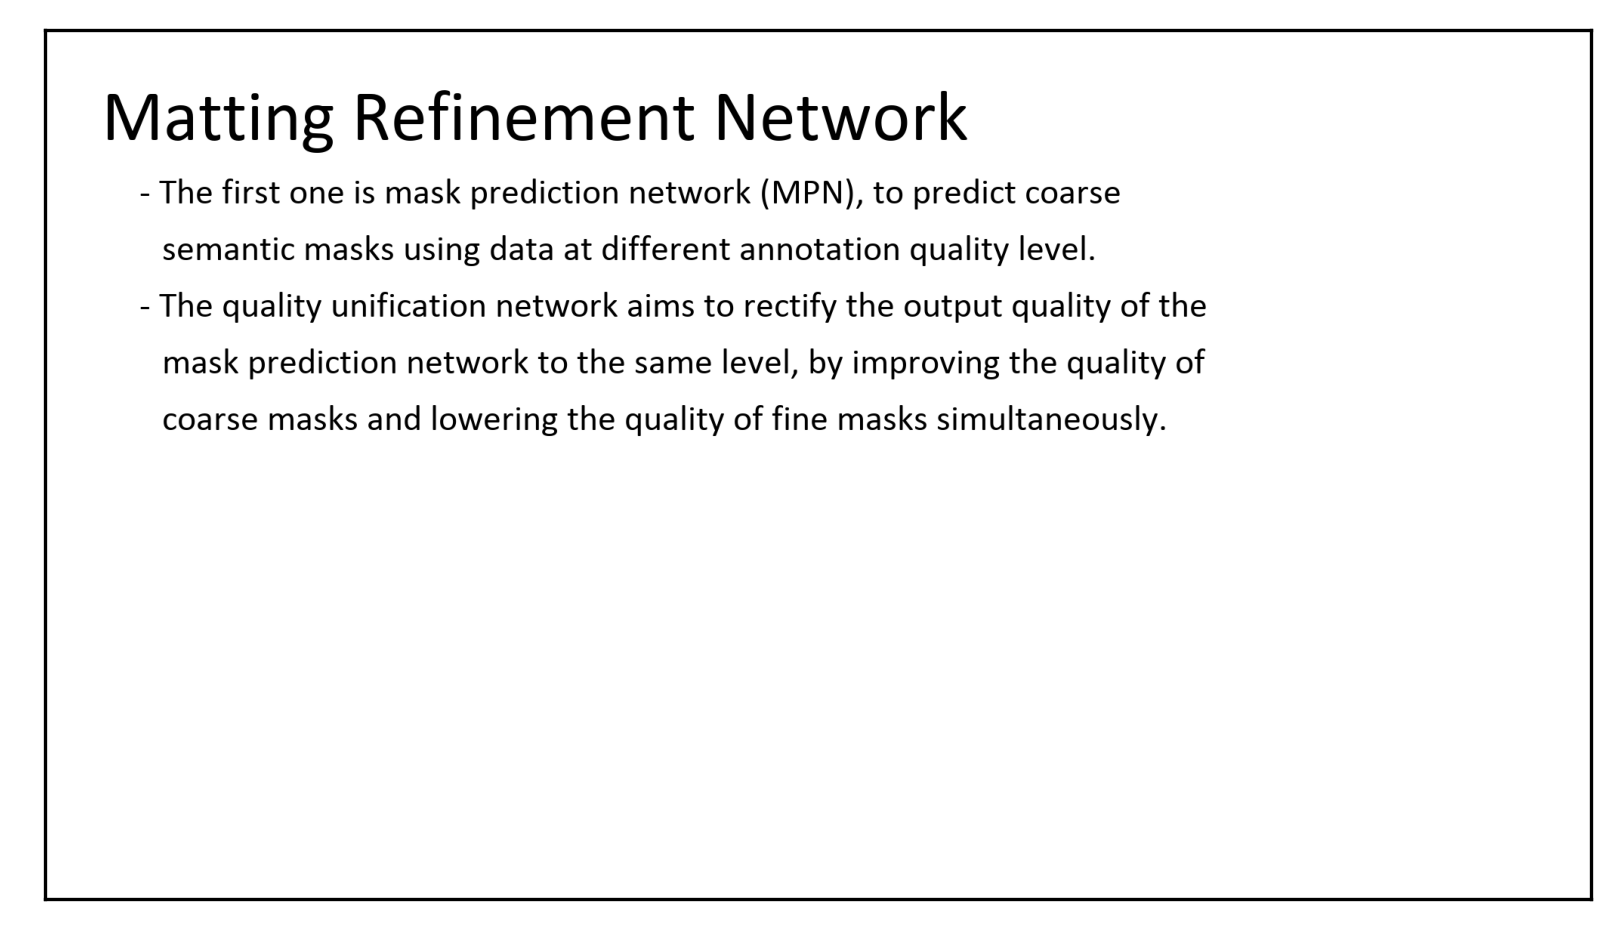 Matting Refinement Network
- The first one is mask prediction network (MPN), to predict coarse
semantic masks using data at different annotation quality level.
- The quality unification network aims to rectify the output quality of the
mask prediction network to the same level, by improving the quality of
coarse masks and lowering the quality of fine masks simultaneously.